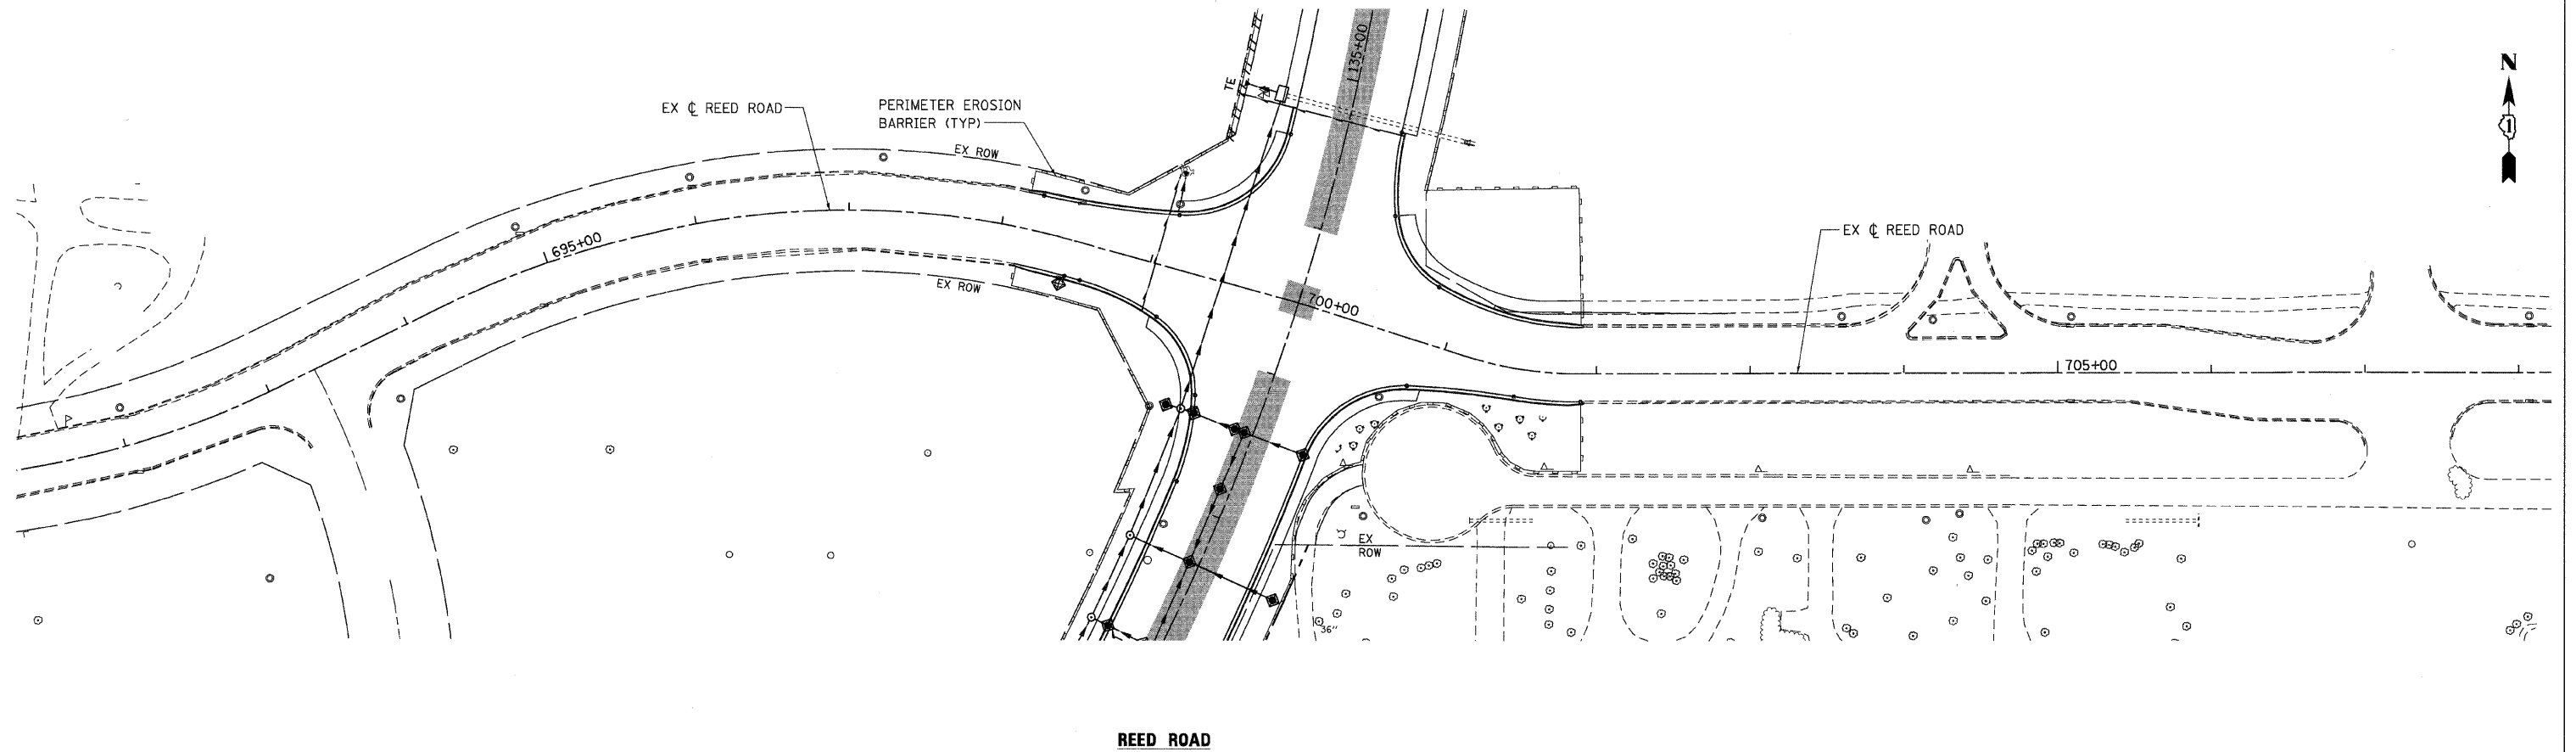 135+00
N
TE
EX ℄ REED ROAD
PERIMETER EROSION
BARRIER (TYP)
EX ROW
1
695+00
EX ℄ REED ROAD
EX ROW
700+00
705+00
EX
ROW
36"
REED ROAD